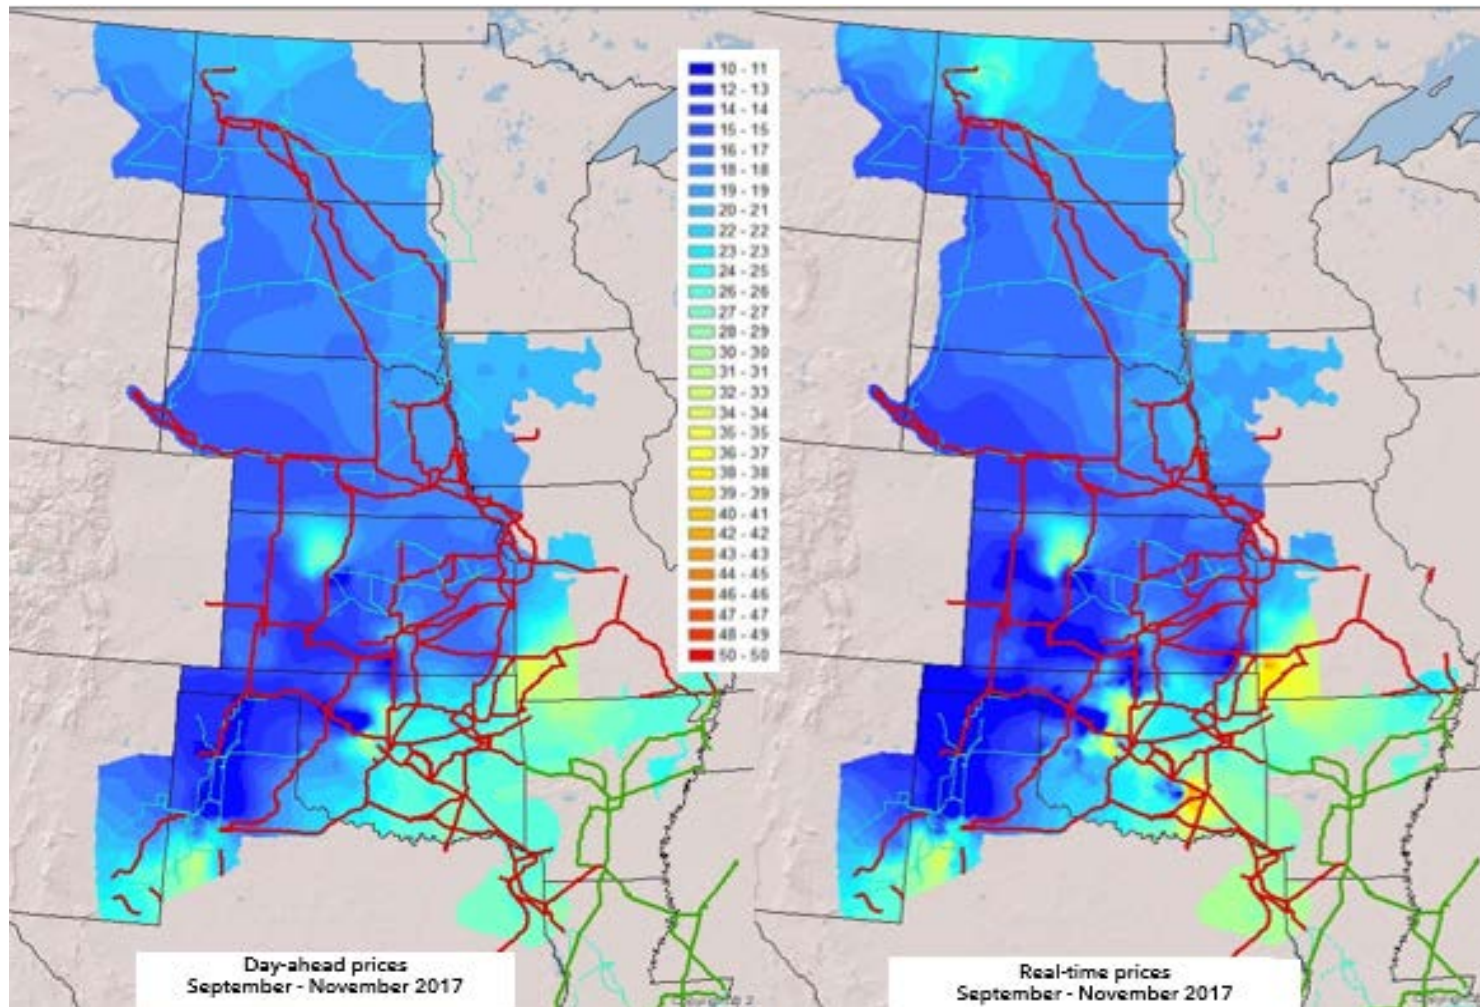 10 - 11
12 - 13
14 - 14
15 - 15
16 - 17
18 - 18
19 - 19
20 - 21
22 - 22
23 - 23
24 - 25
26 - 26
27 - 27
28 - 29
30 - 30
31 - 31
32 - 33
34 - 34
35 - 35
36 - 37
38 - 38
39 - 39
40 - 41
42 - 42
43 - 43
44 - 45
46 - 46
47 - 47
48 - 49
50 - 50
Day-ahead prices
September - November 2017
Real-time prices
September - November 2017